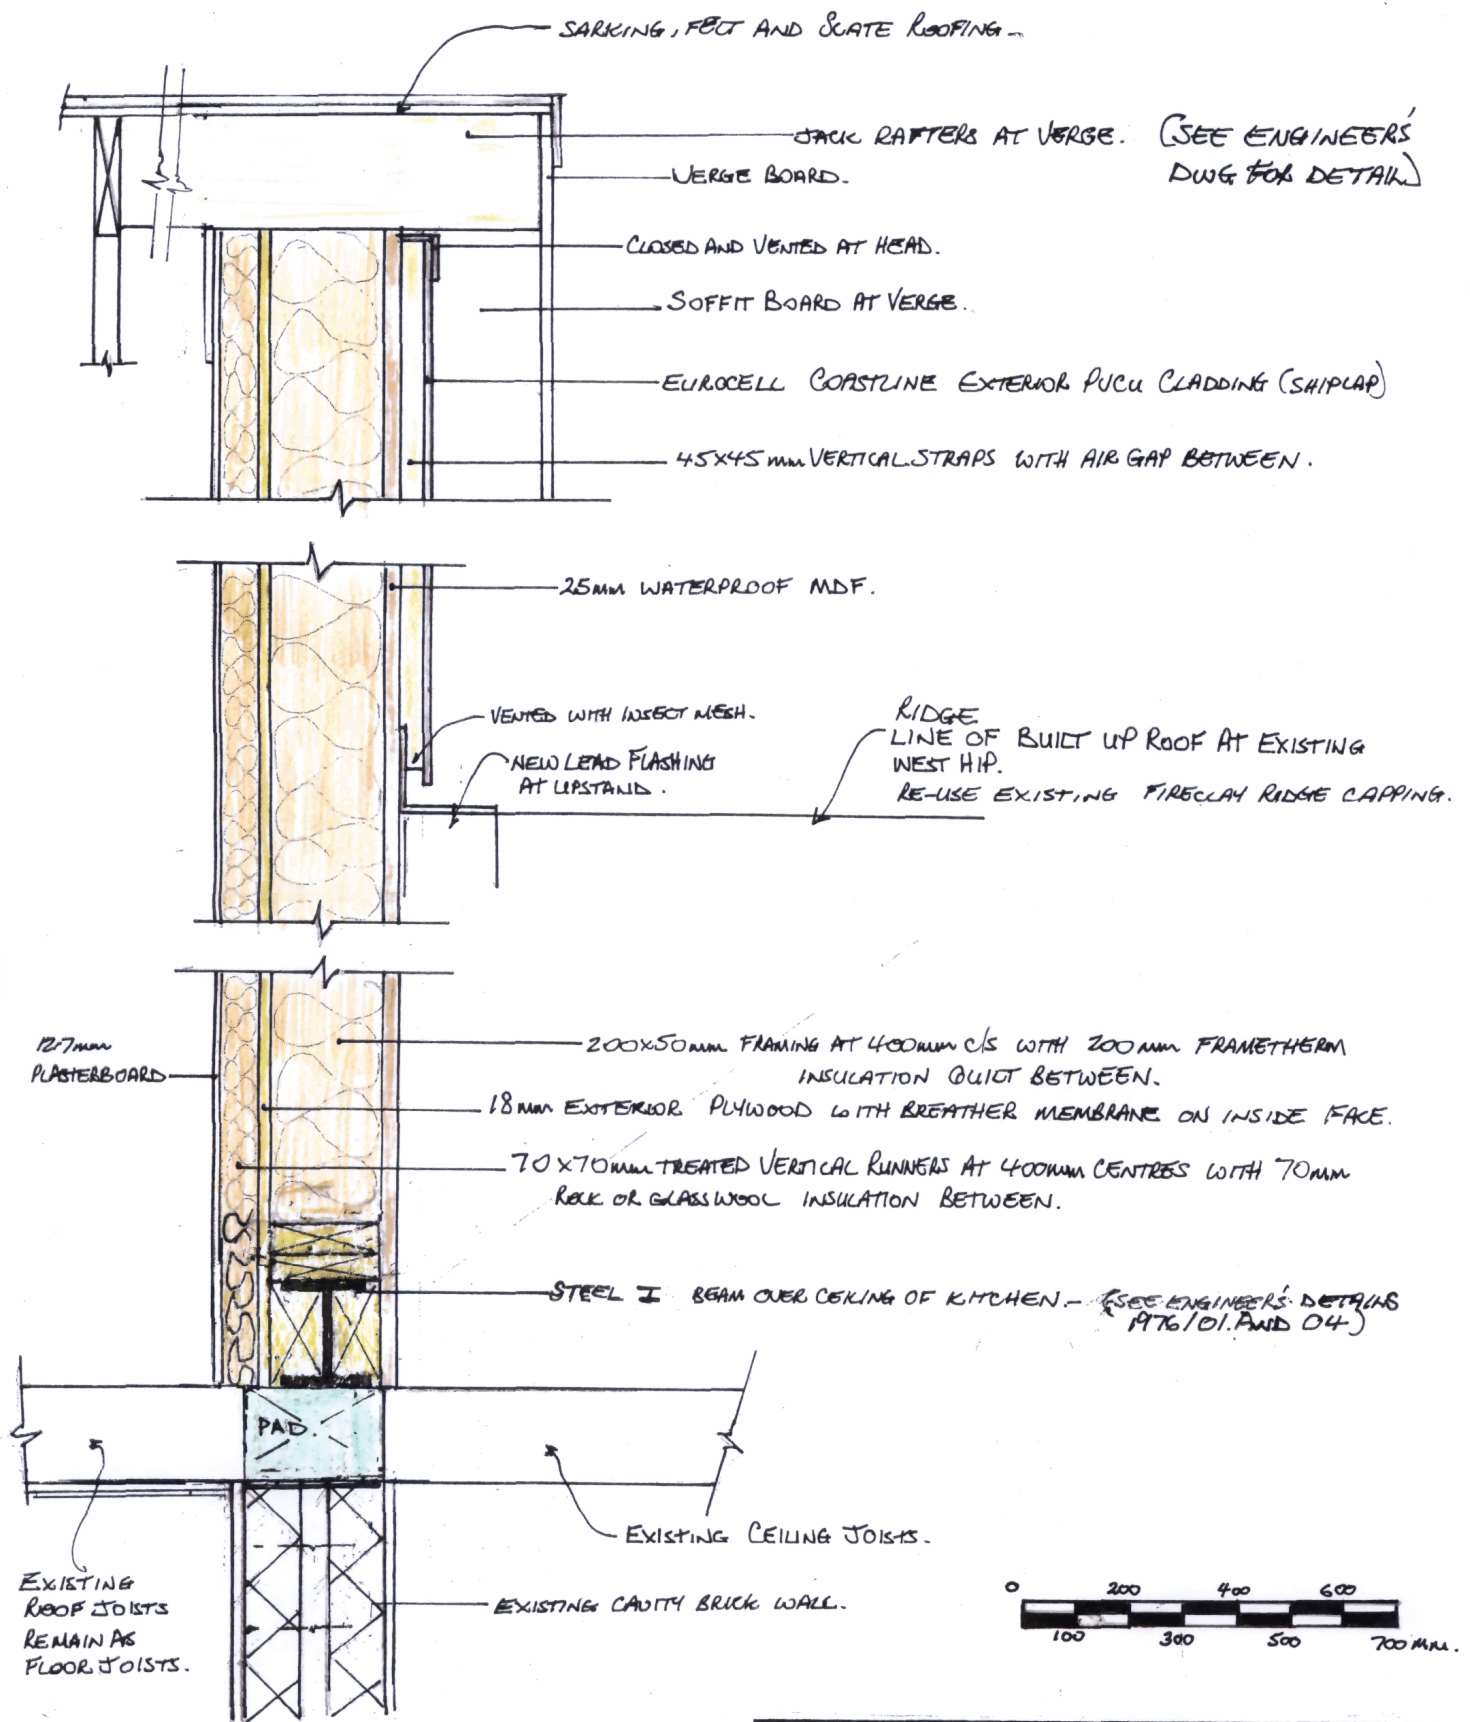 SARKING, FELT AND SLATE ROOFING
JACK RAFTERS AT VERGE. (SEE ENGINEER'S
DWG FOR DETAIL)
VERGE BOARD.
CLOSED AND VENTED AT HEAD.
SOFFIT BOARD AT VERGE.
EUROCELL COASTLINE EXTERIOR PVCU CLADDING (SHIPLAP)
45x45mm VERTICAL STRAPS WITH AIR GAP BETWEEN.
25mm WATERPROOF MDF.
VENTED WITH INSECT MESH.
NEW LEAD FLASHING
AT UPSTAND.
RIDGE
LINE OF BUILT UP ROOF AT EXISTING
WEST HIP.
RE-USE EXISTING FIRECLAY RIDGE CAPPING.
12.7mm
PLASTERBOARD
200x50mm FRAMING AT 400mm c/s WITH 200mm FRAMETHERM
INSULATION QUILT BETWEEN.
18mm EXTERIOR PLYWOOD WITH BREATHER MEMBRANE ON INSIDE FACE.
70x70mm TREATED VERTICAL RUNNERS AT 400mm CENTRES WITH 70mm
ROCK OR GLASSWOOL INSULATION BETWEEN.
STEEL I BEAM OVER CEILING OF KITCHEN.- (SEE ENGINEER'S DETAILS
1976/01. AND 04)
PAD.
EXISTING CEILING JOISTS.
EXISTING
ROOF JOISTS
REMAIN AS
FLOOR JOISTS.
EXISTING CAVITY BRICK WALL.
0 200 400 600
100 300 500 700 MM.